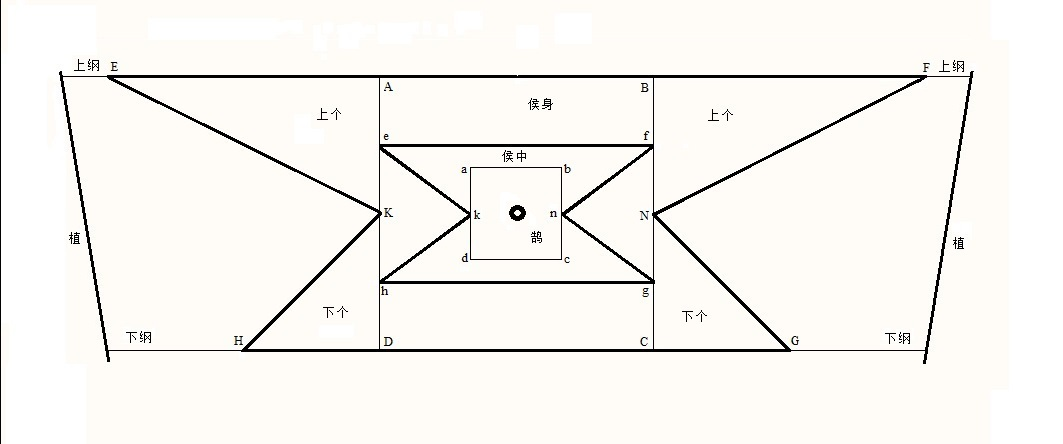 上纲 E F 上纲
A B
上个 侯身 上个
e f
侯中
a b
K k n N
植 鹄 植
d c
h g
下个 下个
下纲 H D C G 下纲